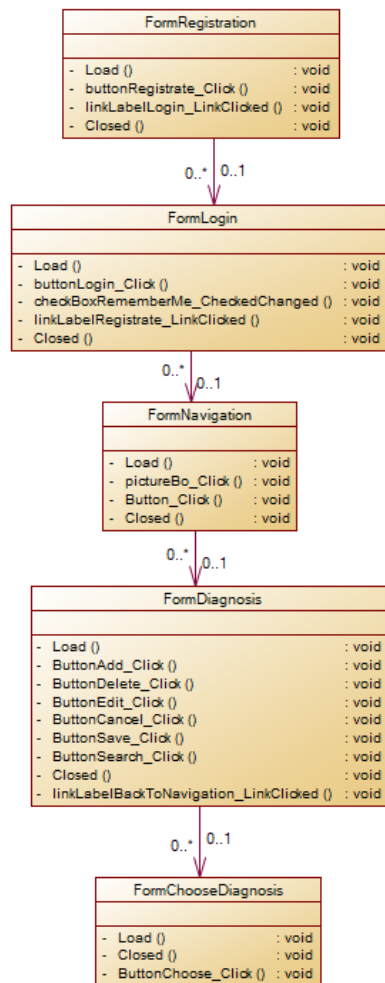 FormRegistration
- Load () : void
- buttonRegistrate_Click () : void
- linkLabelLogin_LinkClicked () : void
- Closed () : void
0..* 0..1
FormLogin
- Load () : void
- buttonLogin_Click () : void
- checkBoxRememberMe_CheckedChanged () : void
- linkLabelRegistrate_LinkClicked () : void
- Closed () : void
0..*
0..1
FormNavigation
- Load () : void
- pictureBo_Click () : void
- Button_Click () : void
- Closed () : void
0..*
0..1
FormDiagnosis
- Load () : void
- ButtonAdd_Click () : void
- ButtonDelete_Click () : void
- ButtonEdit_Click () : void
- ButtonCancel_Click () : void
- ButtonSave_Click () : void
- ButtonSearch_Click () : void
- Closed () : void
- linkLabelBackToNavigation_LinkClicked () : void
0..* 0..1
FormChooseDiagnosis
- Load () : void
- Closed () : void
- ButtonChoose_Click () : void